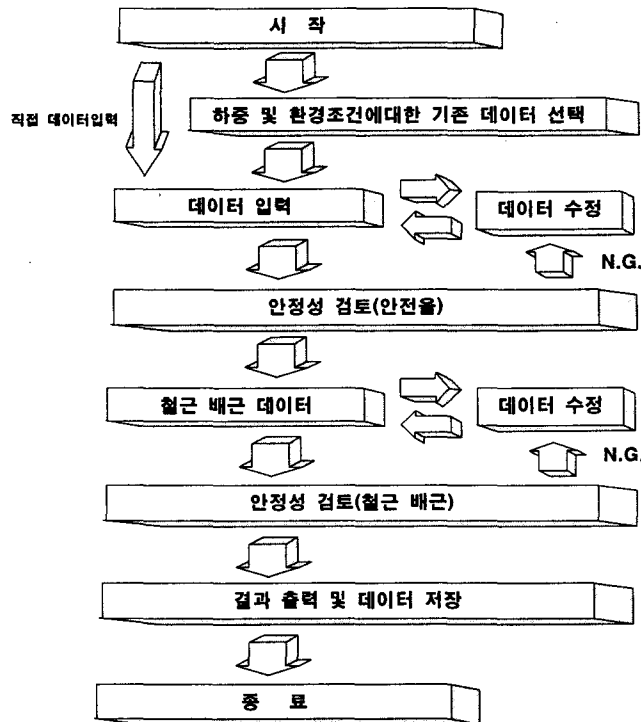 시 작
직접 데이터입력
하중 및 환경조건에대한 기존 데이터 선택
데이터 입력
데이터 수정
N.G.
안정성 검토(안전율)
철근 배근 데이터
데이터 수정
N.G.
안정성 검토(철근 배근)
결과 출력 및 데이터 저장
종 료